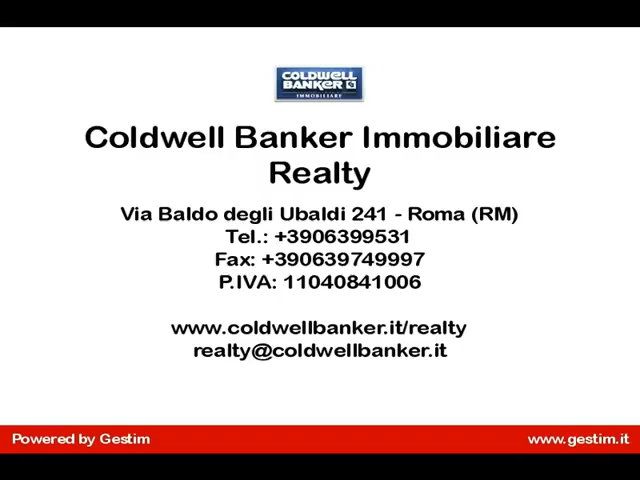 COLDWELL
BANKER
IMMOBILIARE
Coldwell Banker Immobiliare
Realty
Via Baldo degli Ubaldi 241 - Roma (RM)
Tel.: +3906399531
Fax: +390639749997
P.IVA: 11040841006
www.coldwellbanker.it/realty
realty@coldwellbanker.it
Powered by Gestim
www.gestim.it